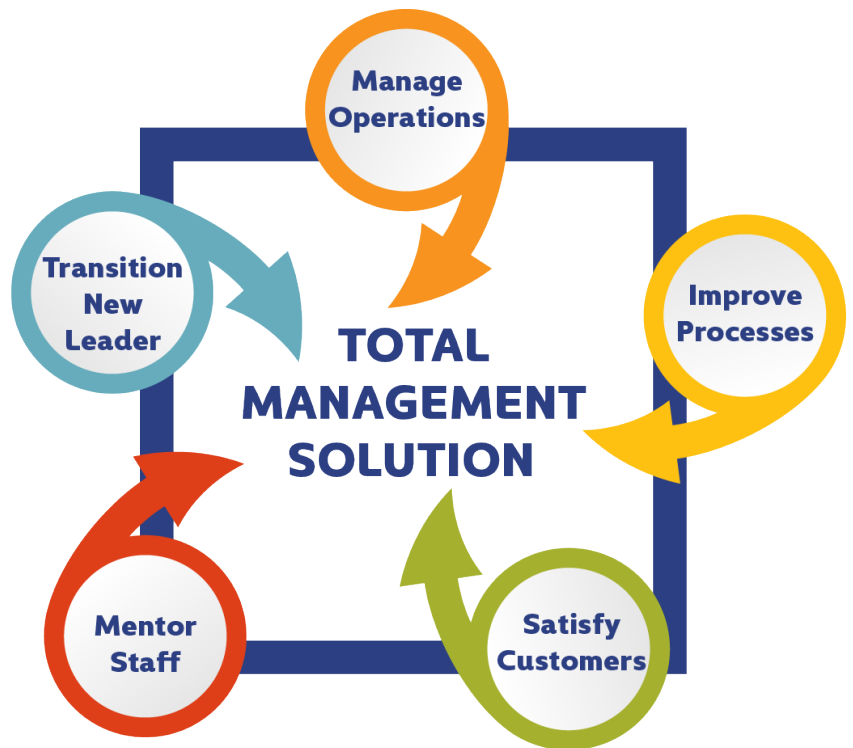 Manage
Operations
Transition
New
Leader
Improve
Processes
TOTAL
MANAGEMENT
SOLUTION
Mentor
Staff
Satisfy
Customers